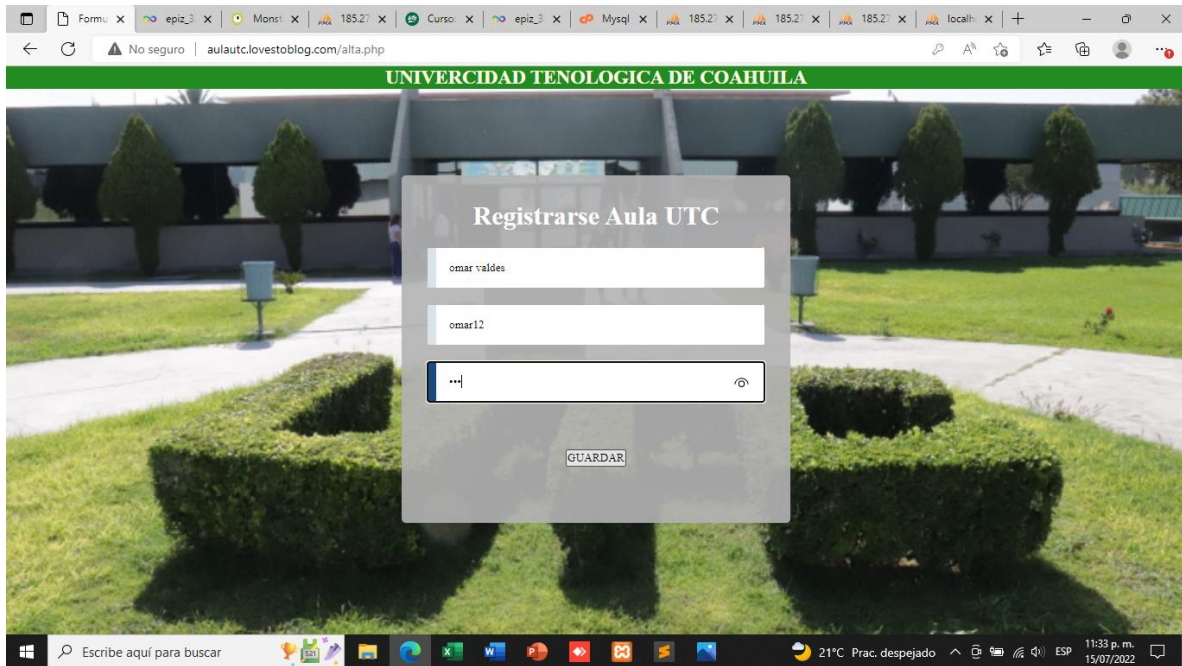 Formu
epiz_3
Monst
185.27
Curso
epiz_3
Mysql
185.27
185.27
185.27
localh
No seguro
aulautc.lovestoblog.com/alta.php
UNIVERCIDAD TENOLOGICA DE COAHUILA
Registrarse Aula UTC
omar valdes
omar12
•••
GUARDAR
Escribe aquí para buscar
21°C Prac. despejado
ESP
11:33 p. m.
15/07/2022